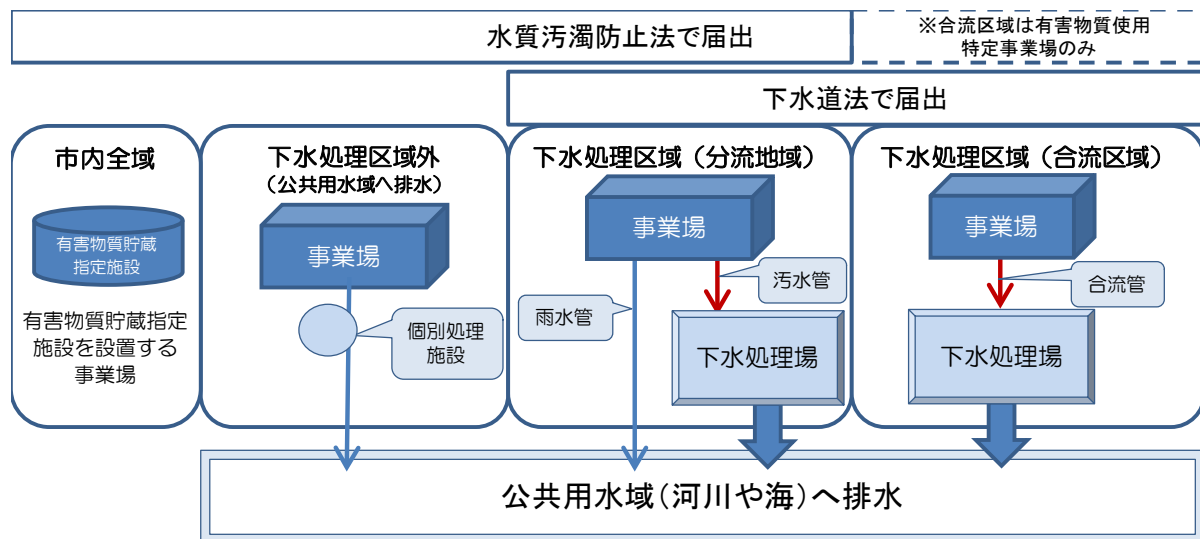 水質汚濁防止法で届出
※合流区域は有害物質使用
特定事業場のみ
下水道法で届出
市内全域
有害物質貯蔵
指定施設
有害物質貯蔵指定
施設を設置する
事業場
下水処理区域外
(公共用水域へ排水)
事業場
個別処理
施設
下水処理区域(分流地域)
事業場
雨水管
汚水管
下水処理場
下水処理区域(合流区域)
事業場
合流管
下水処理場
公共用水域(河川や海)へ排水